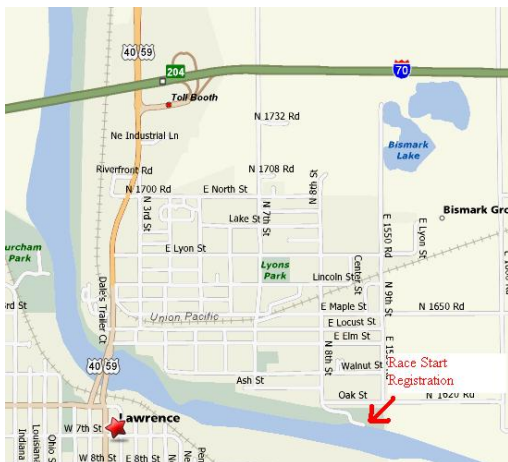 40 59
204
70
Toll Booth
N 1732 Rd
Ne Industrial Ln
Bismark
Lake
Riverfront Rd
N 1708 Rd
N 8th St
N 1700 Rd
E North St
N 3rd St
N 7th St
E 1550 Rd
Bismark Gro
Lake St
E Lyon St
E Lyon St
Park
Lyons
Park
Center St
Lincoln St
Dale's Trailer Ct
N 9th St
E Maple St
N 1650 Rd
3rd St
Union Pacific
E Locust St
E Elm St
N 8th St
40 59
Walnut St
Race Start
Registration
Ash St
Oak St
N 1620 Rd
Lawrence
W 7th St
W 8th St
E 8th St
Indiana
Louisian
Ohio S